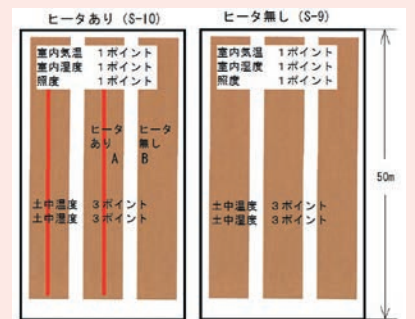 ヒータあり (S-10)
室内気温 1ポイント
室内湿度 1ポイント
照度 1ポイント
ヒータ
あり
A
ヒータ
無し
B
土中温度 3ポイント
土中湿度 3ポイント
ヒータ無し (S-9)
室内気温 1ポイント
室内湿度 1ポイント
照度 1ポイント
土中温度 3ポイント
土中湿度 3ポイント
50m